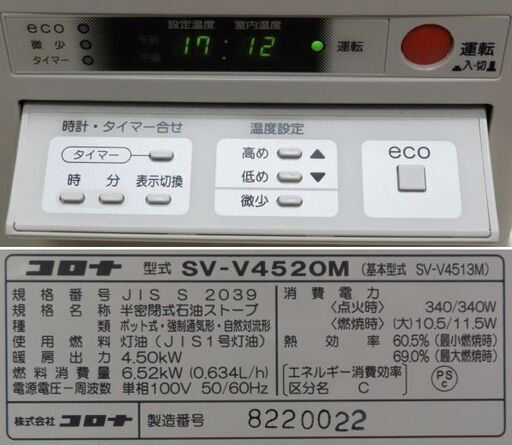 eco
微少
タイマー
設定温度 室内温度
午前
午後
17:12
運転
運転
入・切
時計・タイマー合せ
タイマー
時 分 表示切換
温度設定
高め ▲
低め ▼
微少
eco
コロナ 型式 SV-V4520M (基本型式 SV-V4513M)
規格番号 JIS S 2039
規格名称 半密閉式石油ストーブ
種類 ポット式・強制通気形・自然対流形
使用燃料 灯油(JIS1号灯油)
暖房出力 4.50kW
燃料消費量 6.52kW (0.634L/h)
電源電圧－周波数 単相100V 50/60Hz
消費電力
〈点火時〉 340/340W
〈燃焼時〉(大)10.5/11.5W
熱効率 60.5% (最小燃焼時)
69.0% (最大燃焼時)
エネルギー消費効率
区分名 C
PS
C
株式会社 コロナ 製造番号 8220022